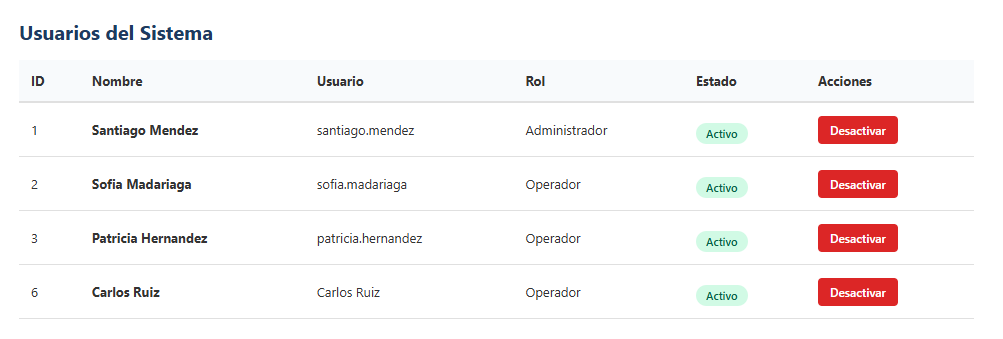 Usuarios del Sistema
ID Nombre Usuario Rol Estado Acciones
1 Santiago Mendez santiago.mendez Administrador Activo Desactivar
2 Sofia Madariaga sofia.madariaga Operador Activo Desactivar
3 Patricia Hernandez patricia.hernandez Operador Activo Desactivar
6 Carlos Ruiz Carlos Ruiz Operador Activo Desactivar